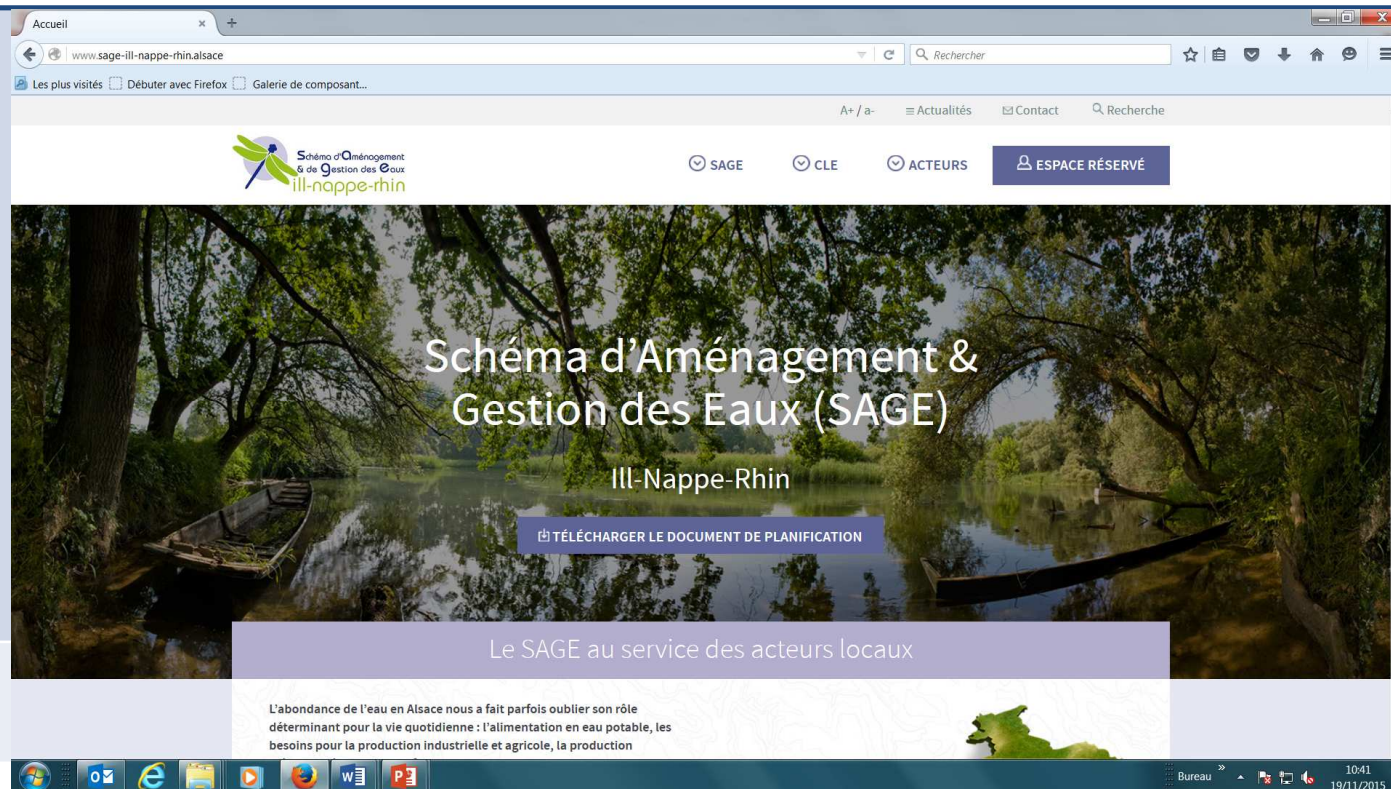 Accueil
www.sage-ill-nappe-rhin.alsace
Rechercher
Les plus visités Débuter avec Firefox Galerie de composant...
A+ / a- Actualités Contact Recherche
Schéma d'Aménagement
& de Gestion des Eaux
ill-nappe-rhin
SAGE CLE ACTEURS ESPACE RÉSERVÉ
Schéma d'Aménagement &
Gestion des Eaux (SAGE)
Ill-Nappe-Rhin
TÉLÉCHARGER LE DOCUMENT DE PLANIFICATION
Le SAGE au service des acteurs locaux
L'abondance de l'eau en Alsace nous a fait parfois oublier son rôle
déterminant pour la vie quotidienne : l'alimentation en eau potable, les
besoins pour la production industrielle et agricole, la production
Bureau
10:41
19/11/2015